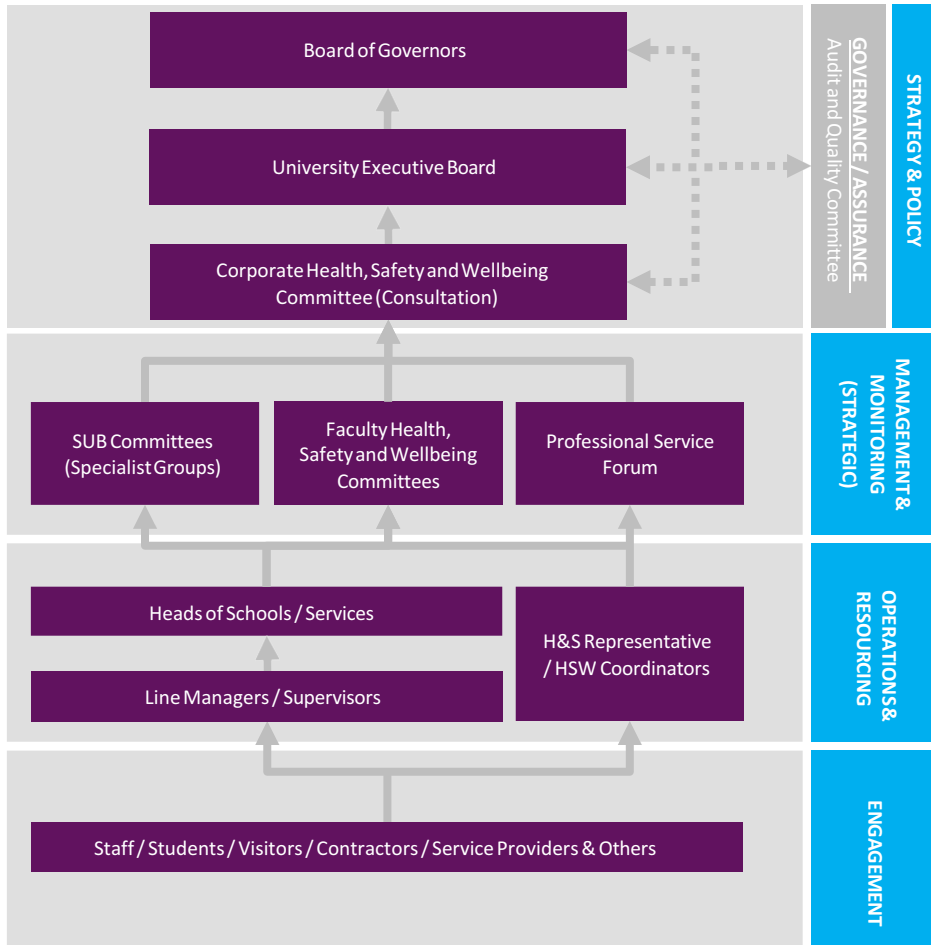 Board of Governors
GOVERNANCE / ASSURANCE
Audit and Quality Committee
STRATEGY & POLICY
University Executive Board
Corporate Health, Safety and Wellbeing
Committee (Consultation)
SUB Committees
(Specialist Groups)
Faculty Health,
Safety and Wellbeing
Committees
Professional Service
Forum
MANAGEMENT &
MONITORING
(STRATEGIC)
Heads of Schools / Services
Line Managers / Supervisors
H&S Representative
/ HSW Coordinators
OPERATIONS &
RESOURCING
Staff / Students / Visitors / Contractors / Service Providers & Others
ENGAGEMENT